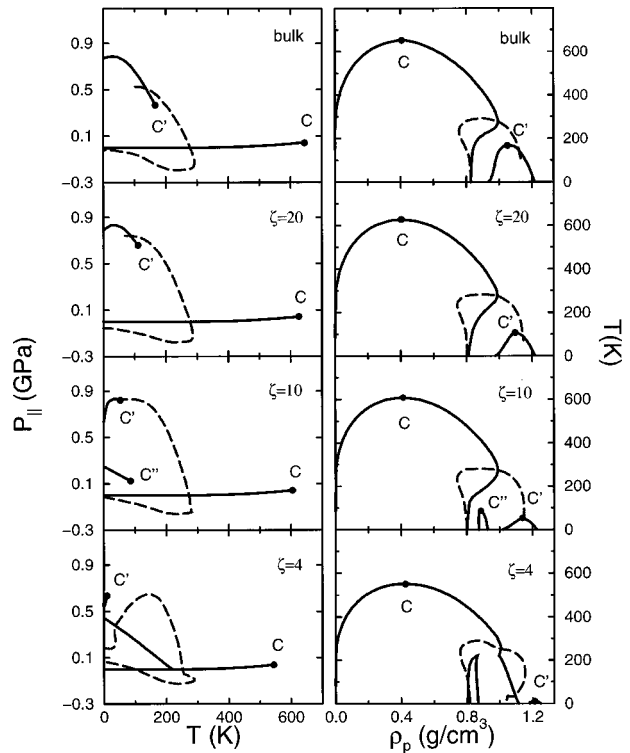 bulk
0.9
0.5
0.1
−0.3
C'
C
bulk
600
400
200
0
C
C'
ζ=20
0.9
0.5
0.1
−0.3
C'
C
ζ=20
600
400
200
0
C
C'
P|| (GPa)
T(K)
ζ=10
0.9
0.5
0.1
−0.3
C'
C''
C
ζ=10
600
400
200
0
C
C''
C'
ζ=4
0.9
0.5
0.1
−0.3
C'
C
0
200
400
600
T (K)
ζ=4
600
400
200
0
C
C'
0
0.4
0.8
1.2
ρp (g/cm³)